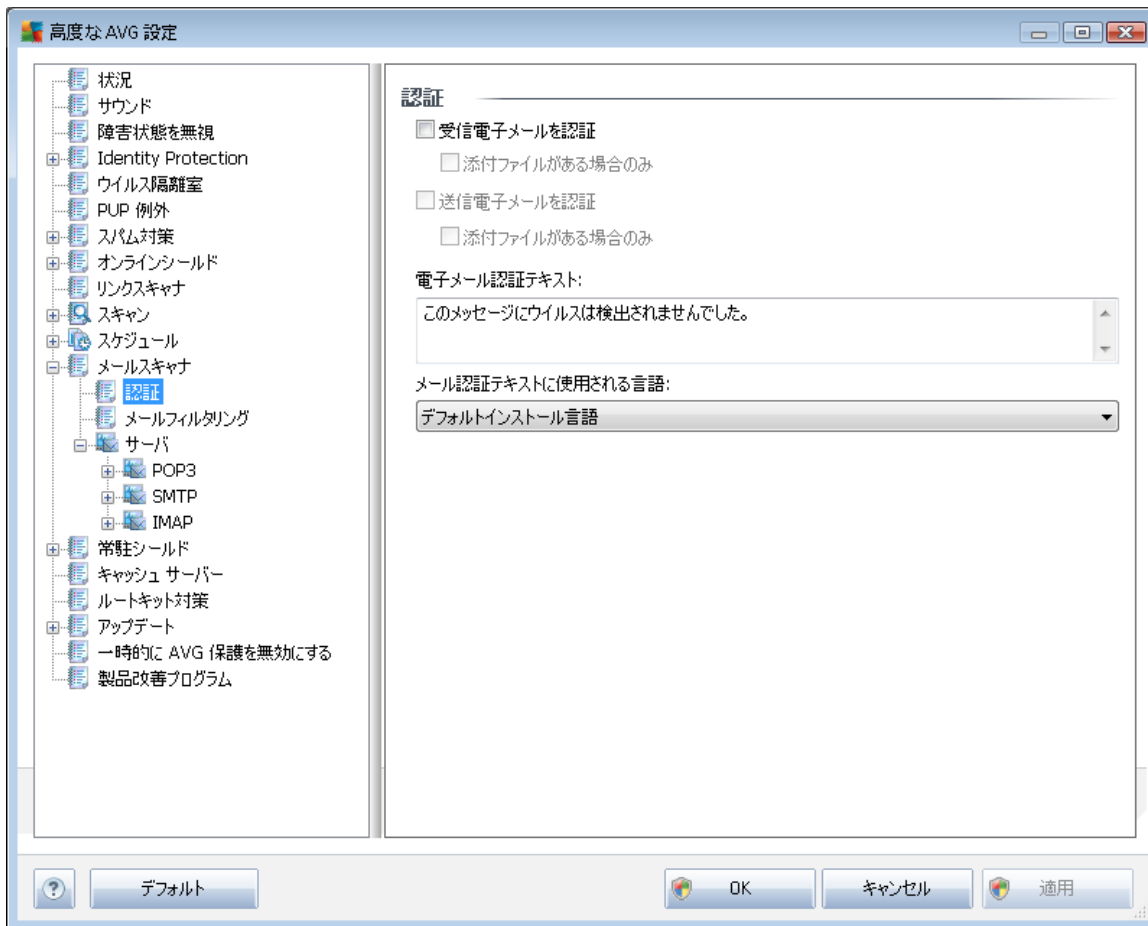 高度な AVG 設定
状況
サウンド
障害状態を無視
Identity Protection
ウイルス隔離室
PUP 例外
スパム対策
オンラインシールド
リンクスキャナ
スキャン
スケジュール
メールスキャナ
認証
メールフィルタリング
サーバ
POP3
SMTP
IMAP
常駐シールド
キャッシュ サーバー
ルートキット対策
アップデート
一時的に AVG 保護を無効にする
製品改善プログラム
認証
受信電子メールを認証
添付ファイルがある場合のみ
送信電子メールを認証
添付ファイルがある場合のみ
電子メール認証テキスト:
このメッセージにウイルスは検出されませんでした。
メール認証テキストに使用される言語:
デフォルトインストール言語
?
デフォルト
OK
キャンセル
適用